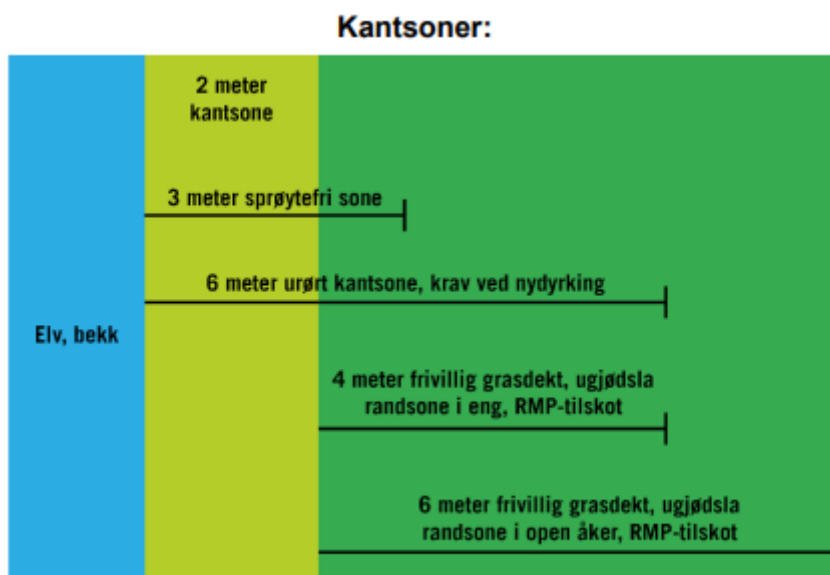 Kantsoner:
2 meter
kantsone
3 meter sprøytefri sone
6 meter urørt kantsone, krav ved nydyrking
Elv, bekk
4 meter frivillig grasdekt, ugjødsla
randsone i eng, RMP-tilskot
6 meter frivillig grasdekt, ugjødsla
randsone i open åker, RMP-tilskot